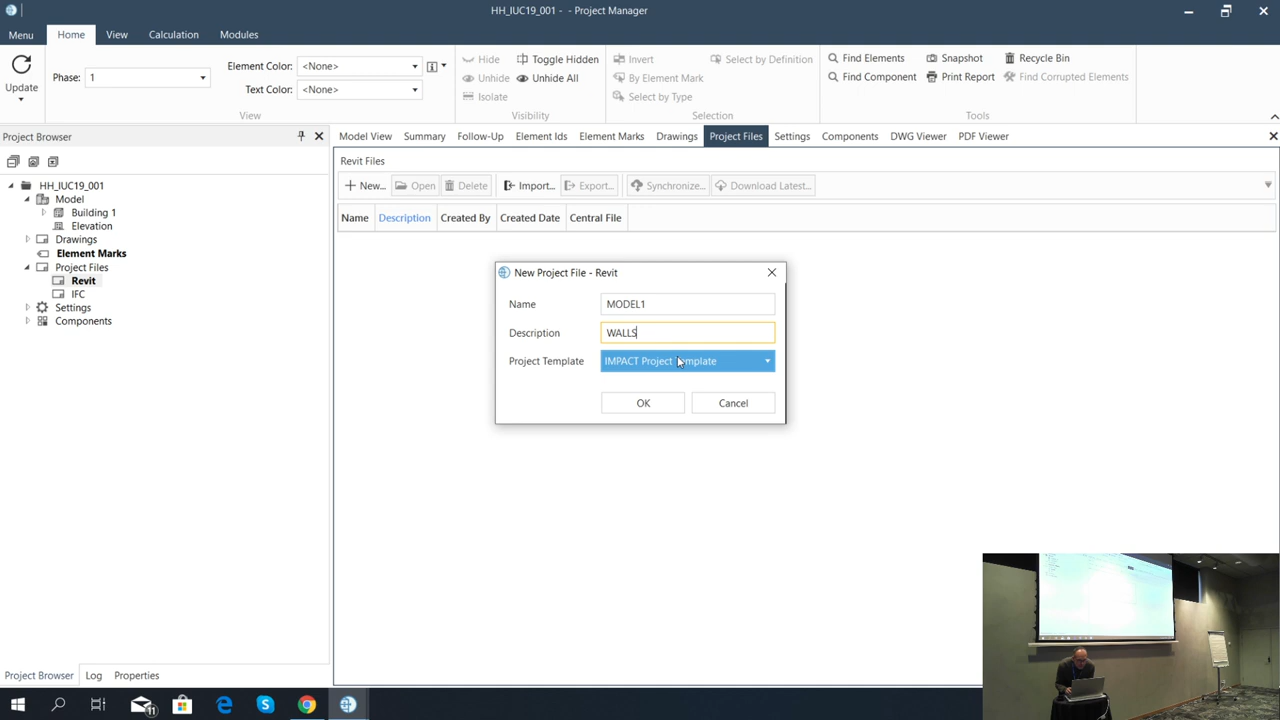 HH_IUC19_001 - - Project Manager
Menu Home View Calculation Modules
Update
Phase: 1
Element Color: <None>
Text Color: <None>
View
Hide Toggle Hidden
Unhide Unhide All
Isolate
Visibility
Invert Select by Definition
By Element Mark
Select by Type
Selection
Find Elements Snapshot Recycle Bin
Find Component Print Report Find Corrupted Elements
Tools
Project Browser
Model View Summary Follow-Up Element Ids Element Marks Drawings Project Files Settings Components DWG Viewer PDF Viewer
HH_IUC19_001
Model
Building 1
Elevation
Drawings
Element Marks
Project Files
Revit
IFC
Settings
Components
Revit Files
New... Open Delete Import... Export... Synchronize... Download Latest...
Name Description Created By Created Date Central File
New Project File - Revit
Name MODEL1
Description WALLS
Project Template IMPACT Project Template
OK Cancel
Project Browser Log Properties
11